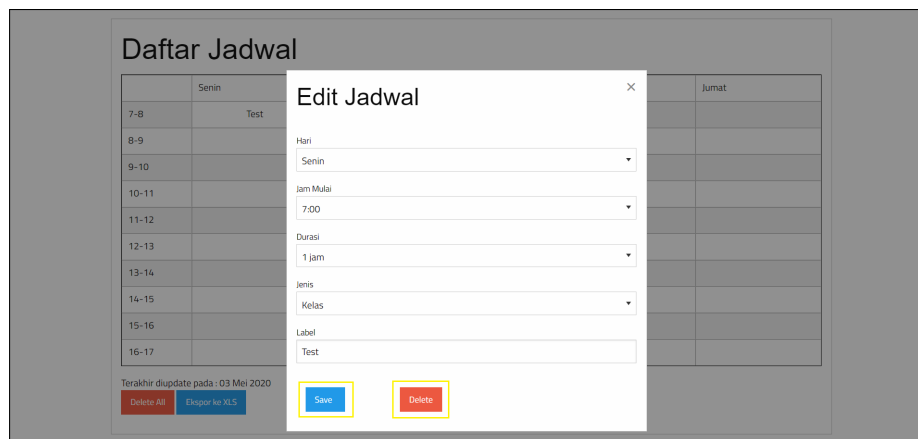 Daftar Jadwal
Senin Jumat
7-8 Test
8-9
9-10
10-11
11-12
12-13
13-14
14-15
15-16
16-17
Terakhir diupdate pada : 03 Mei 2020
Delete All Ekspor ke XLS
Edit Jadwal ×
Hari
Senin
Jam Mulai
7:00
Durasi
1 jam
Jenis
Kelas
Label
Test
Save Delete